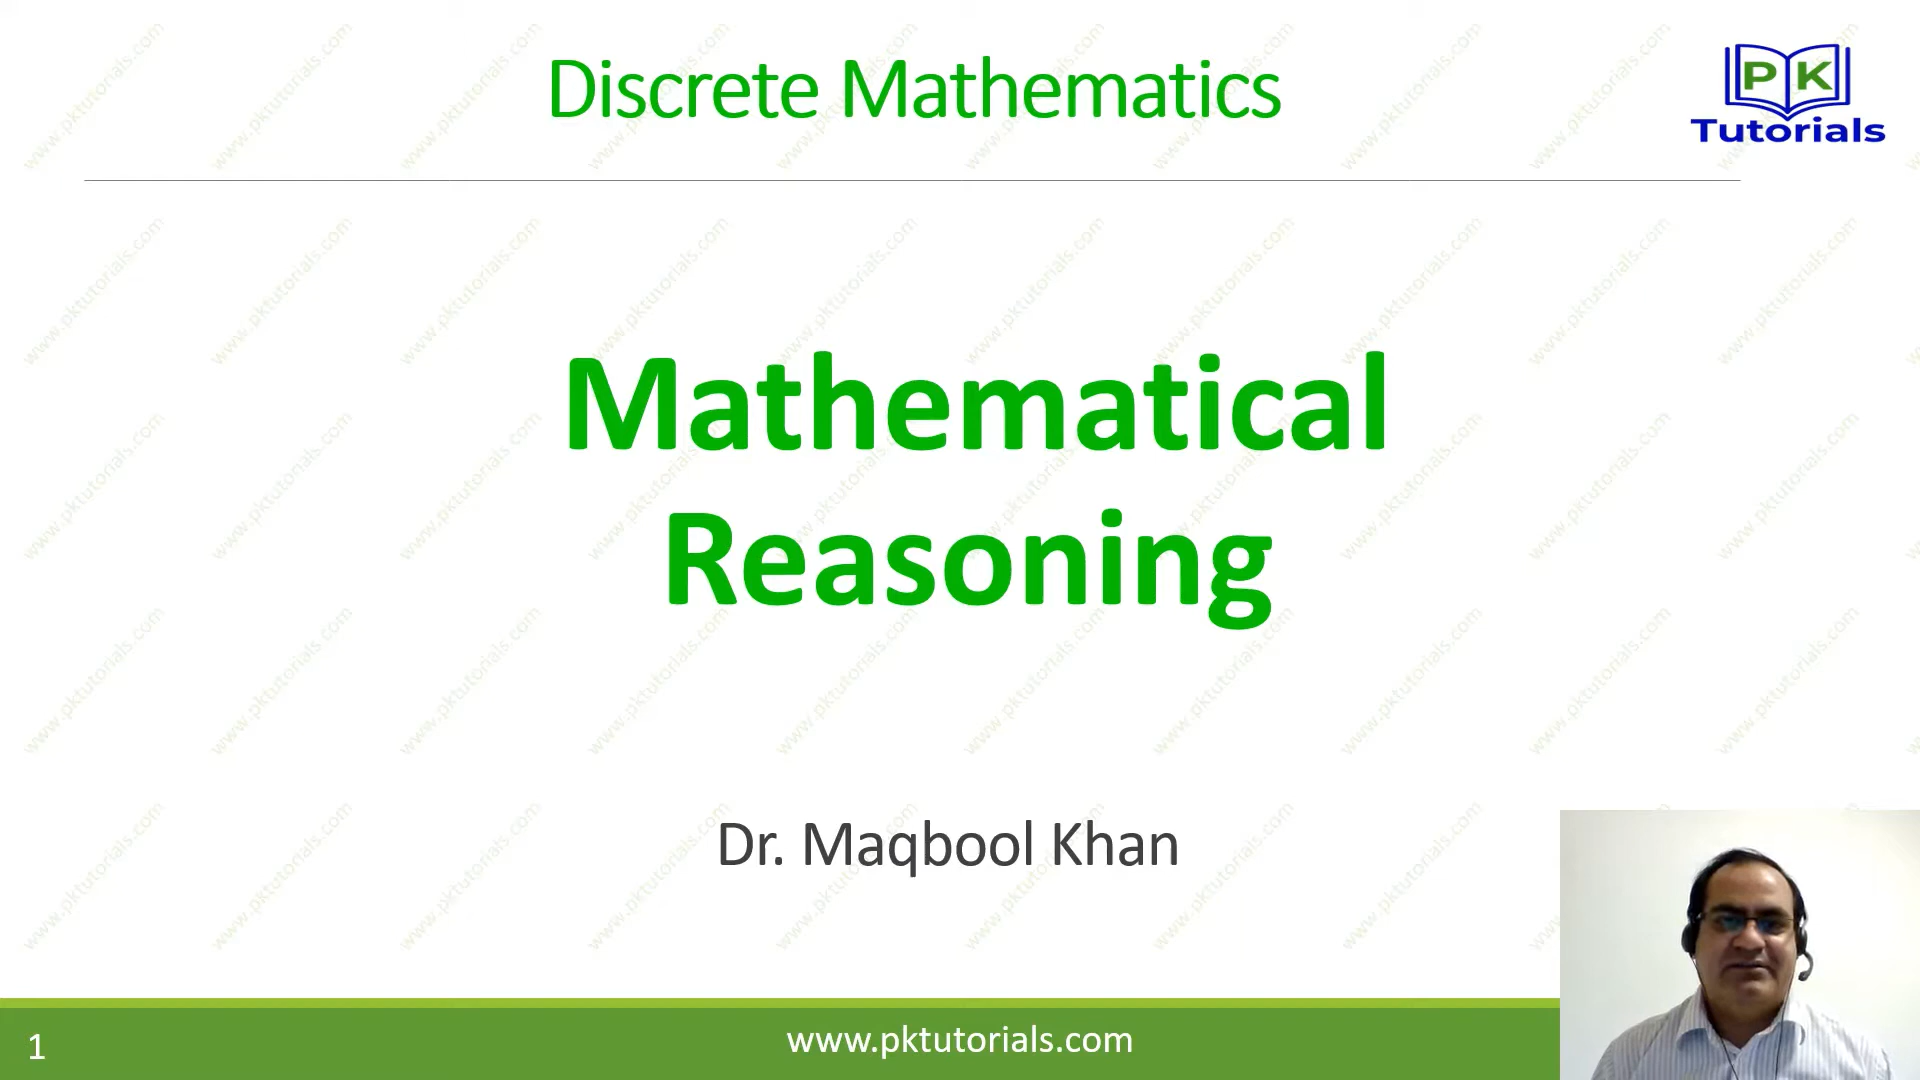 Discrete Mathematics
PK
Tutorials
Mathematical
Reasoning
Dr. Maqbool Khan
1
www.pktutorials.com